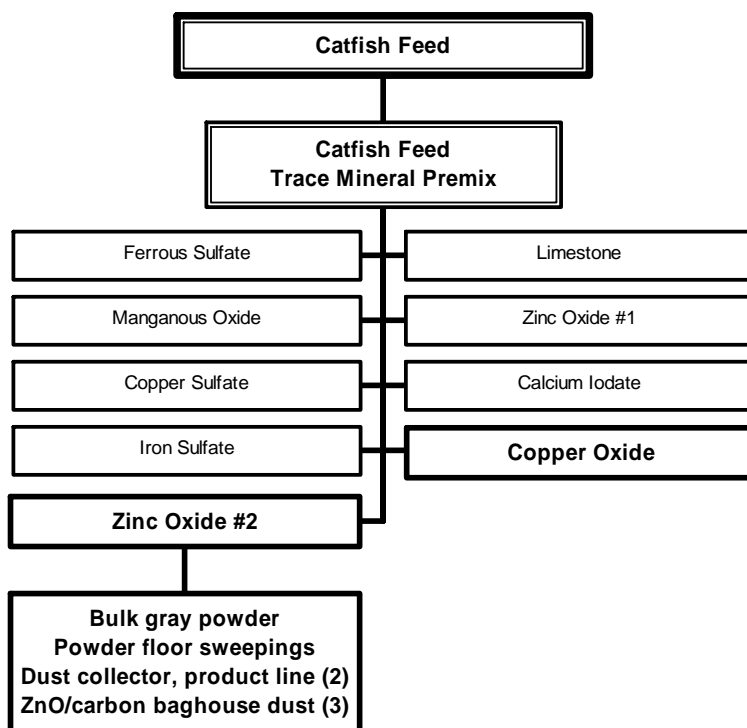 Catfish Feed
Catfish Feed
Trace Mineral Premix
Ferrous Sulfate
Limestone
Manganous Oxide
Zinc Oxide #1
Copper Sulfate
Calcium Iodate
Iron Sulfate
Copper Oxide
Zinc Oxide #2
Bulk gray powder
Powder floor sweepings
Dust collector, product line (2)
ZnO/carbon baghouse dust (3)